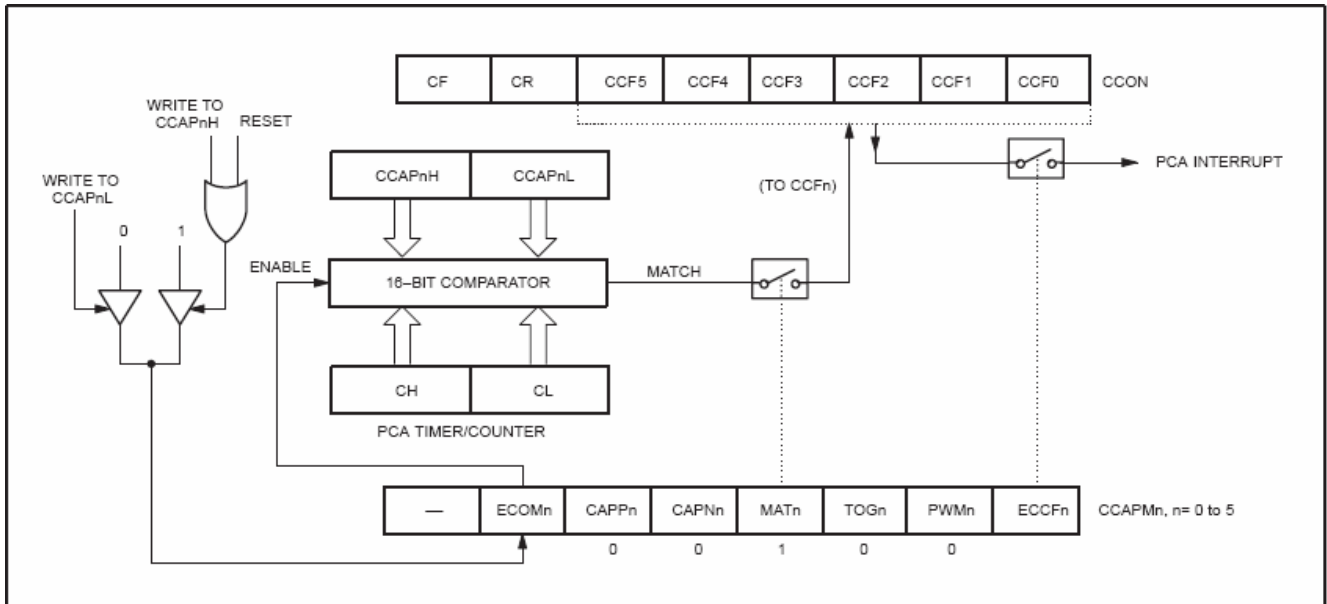 CF CR CCF5 CCF4 CCF3 CCF2 CCF1 CCF0 CCON
WRITE TO
CCAPnH RESET
WRITE TO
CCAPnL
0 1
CCAPnH CCAPnL
(TO CCFn)
PCA INTERRUPT
ENABLE
16–BIT COMPARATOR
MATCH
CH CL
PCA TIMER/COUNTER
— ECOMn CAPPn CAPNn MATn TOGn PWMn ECCFn CCAPMn, n= 0 to 5
0 0 1 0 0